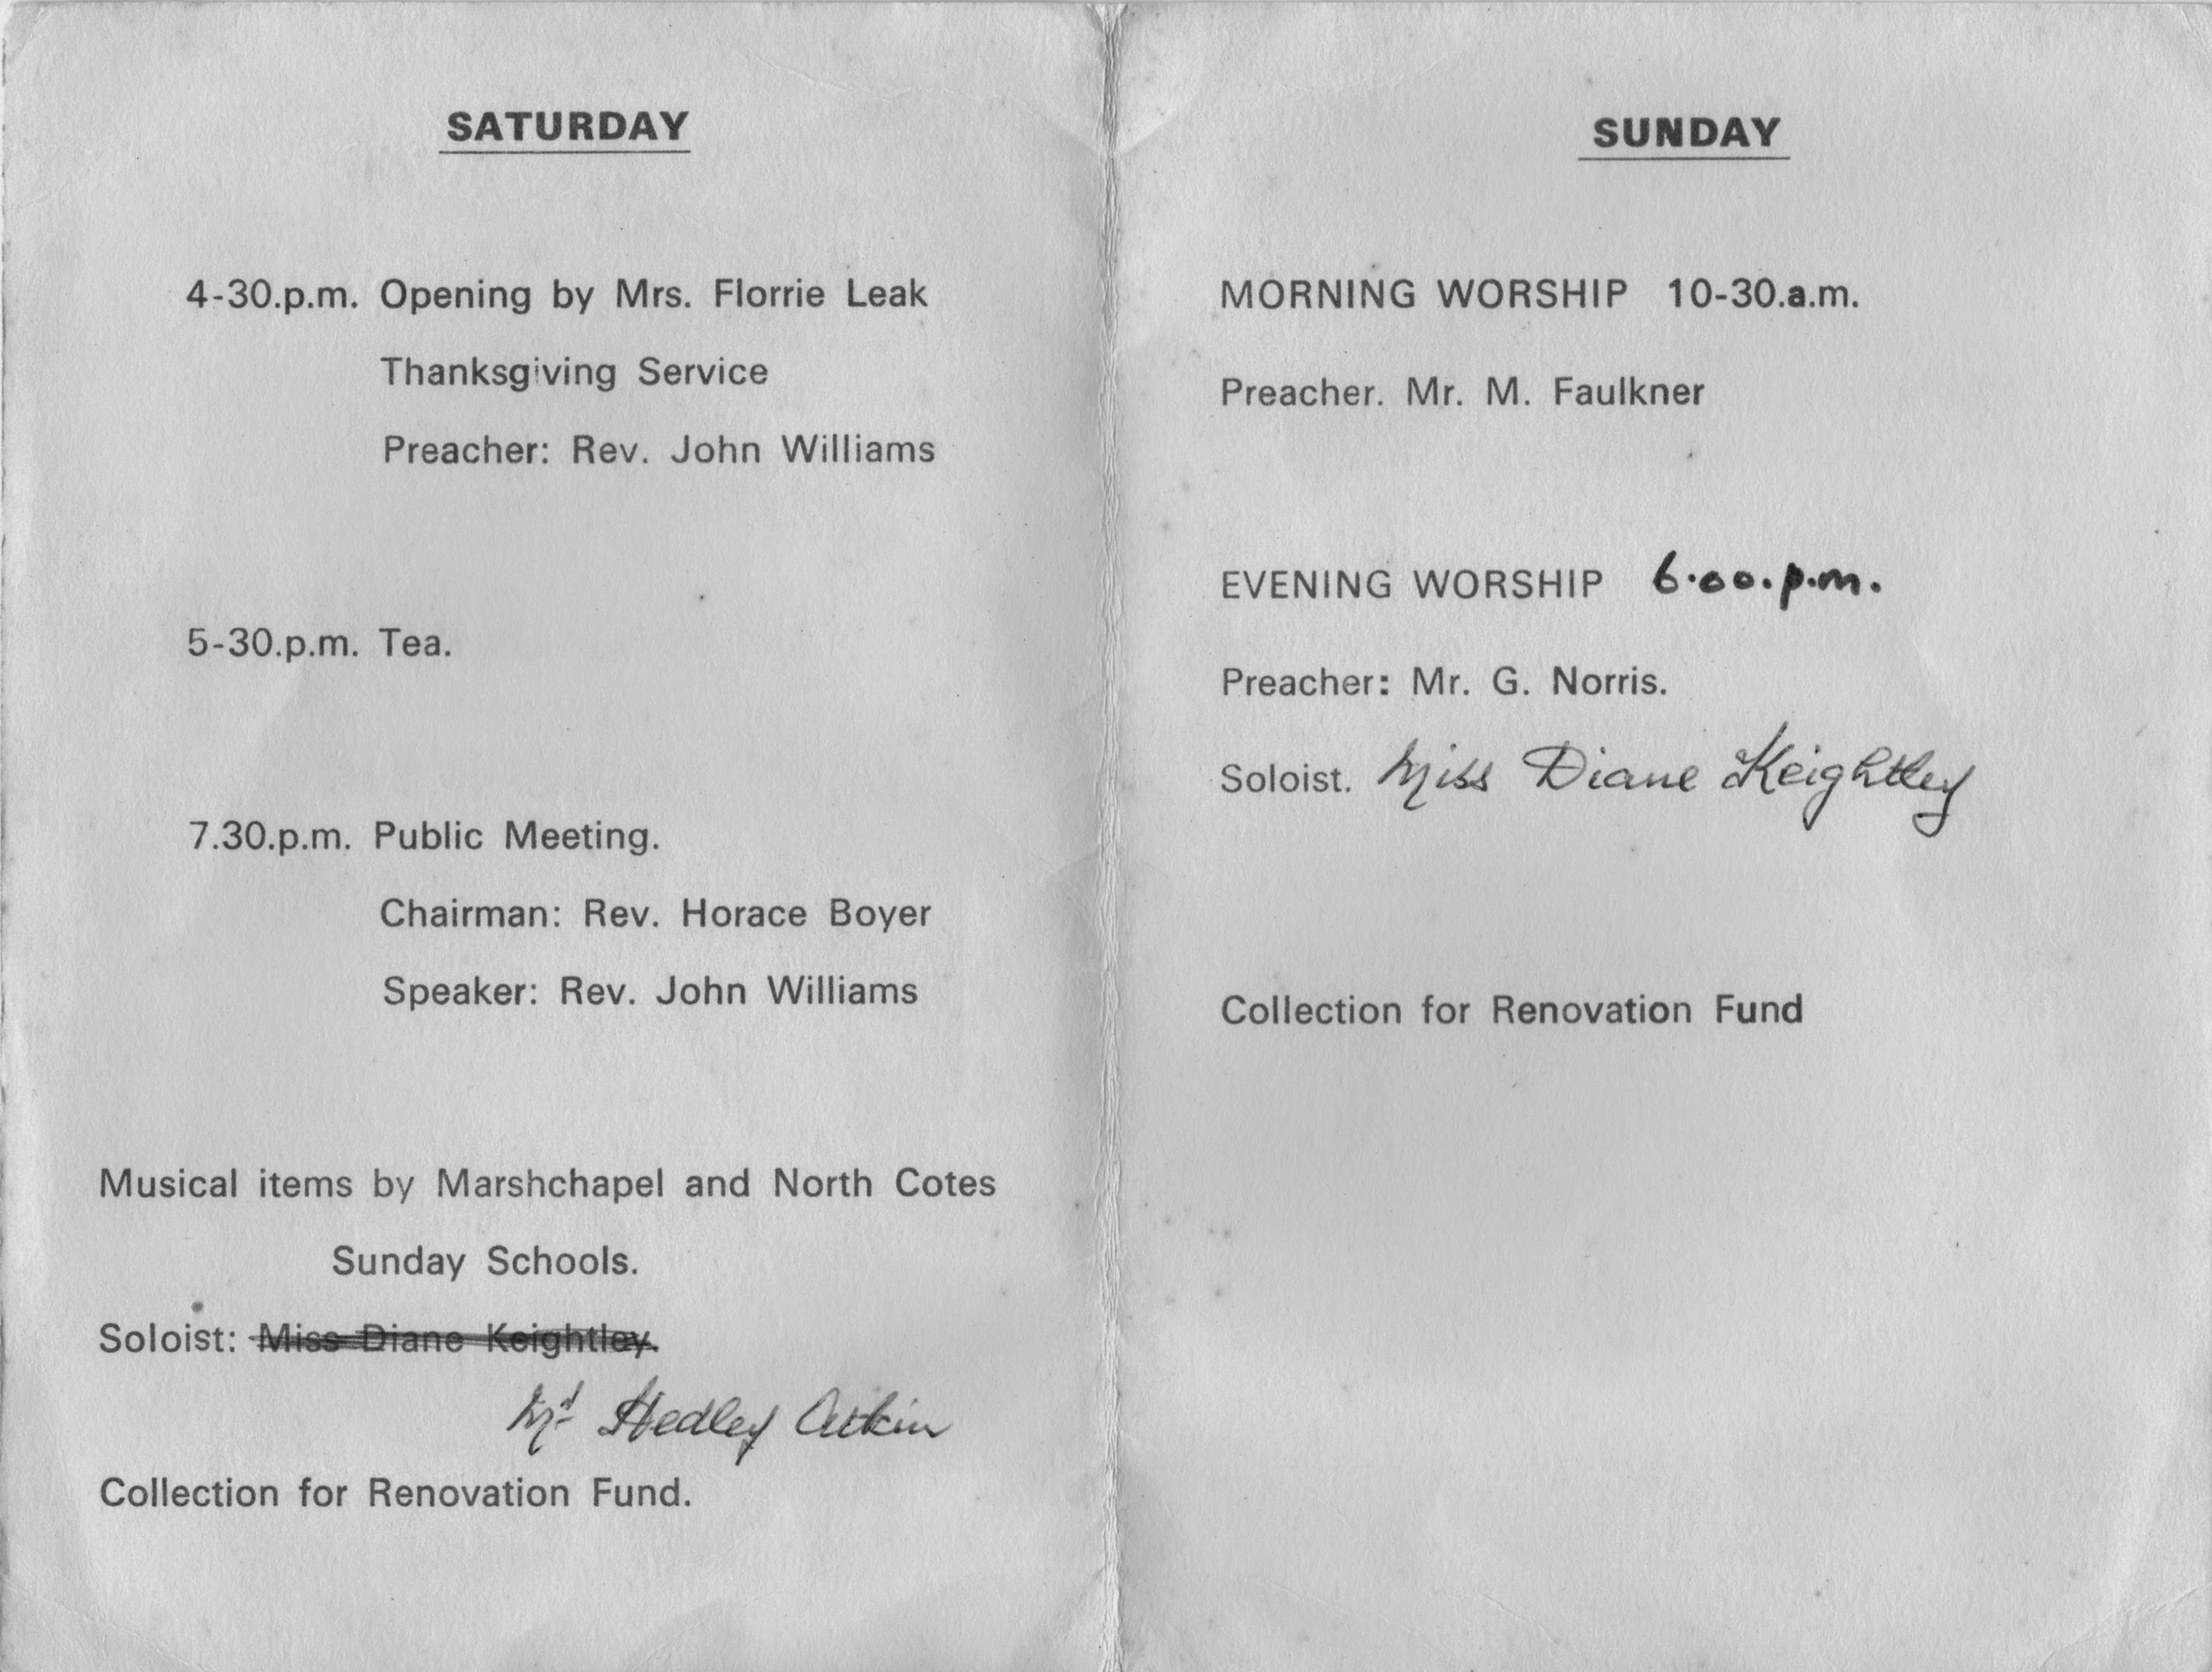 SATURDAY
4-30.p.m. Opening by Mrs. Florrie Leak
Thanksgiving Service
Preacher: Rev. John Williams
5-30.p.m. Tea.
7.30.p.m. Public Meeting.
Chairman: Rev. Horace Boyer
Speaker: Rev. John Williams
Musical items by Marshchapel and North Cotes
Sunday Schools.
Soloist: Miss Diane Keightley.
Mr Hedley Atkin
Collection for Renovation Fund.
SUNDAY
MORNING WORSHIP 10-30.a.m.
Preacher. Mr. M. Faulkner
EVENING WORSHIP 6.00.p.m.
Preacher: Mr. G. Norris.
Soloist. Miss Diane Keightley
Collection for Renovation Fund